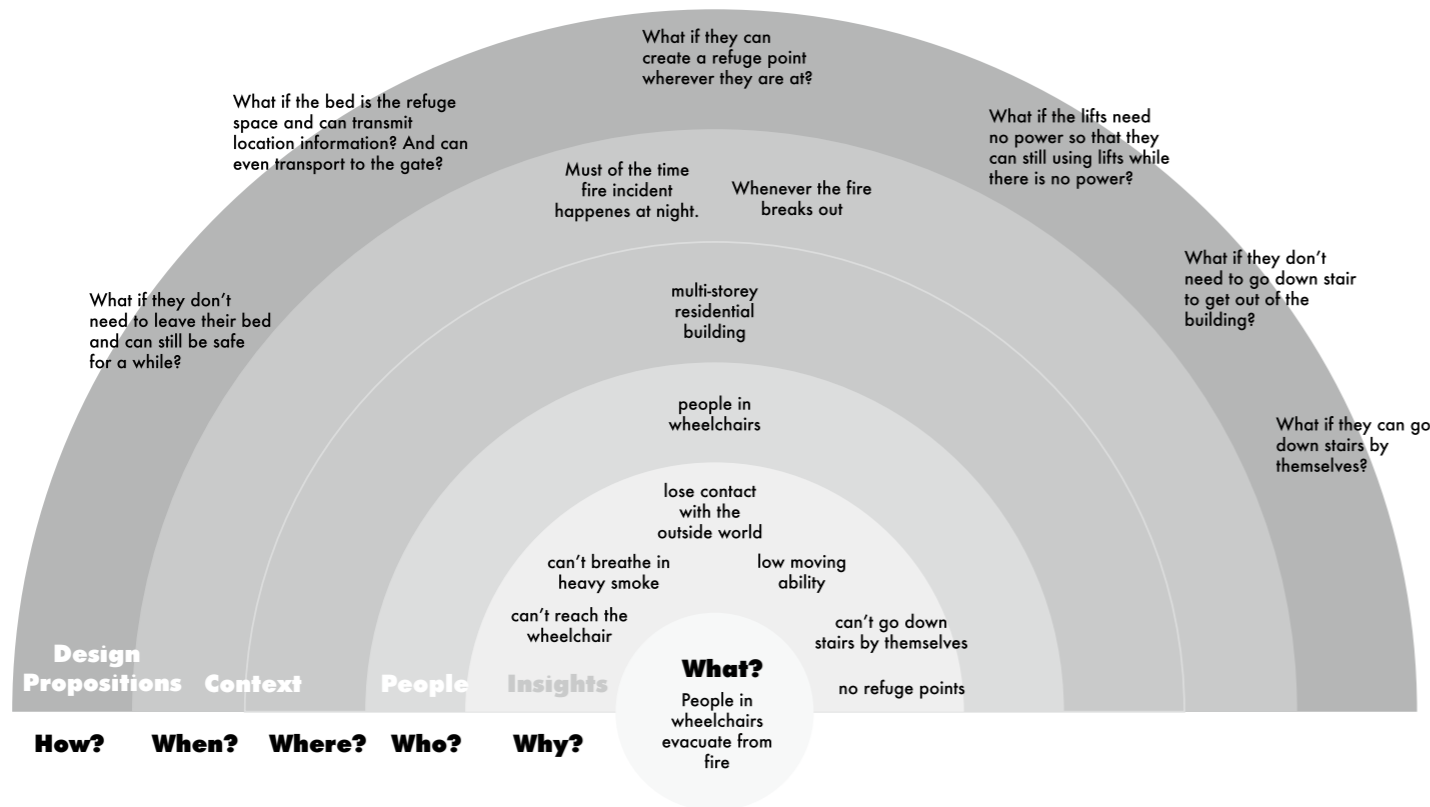 What if they can
create a refuge point
wherever they are at?
What if the bed is the refuge
space and can transmit
location information? And can
even transport to the gate?
What if the lifts need
no power so that they
can still using lifts while
there is no power?
Must of the time
fire incident
happenes at night.
Whenever the fire
breaks out
What if they don't
need to go down stair
to get out of the
building?
What if they don't
need to leave their bed
and can still be safe
for a while?
multi-storey
residential
building
people in
wheelchairs
What if they can go
down stairs by
themselves?
lose contact
with the
outside world
can't breathe in
heavy smoke
low moving
ability
can't reach the
wheelchair
can't go down
stairs by themselves
no refuge points
Design
Propositions
Context
People
Insights
What?
People in
wheelchairs
evacuate from
fire
How?
When?
Where?
Who?
Why?